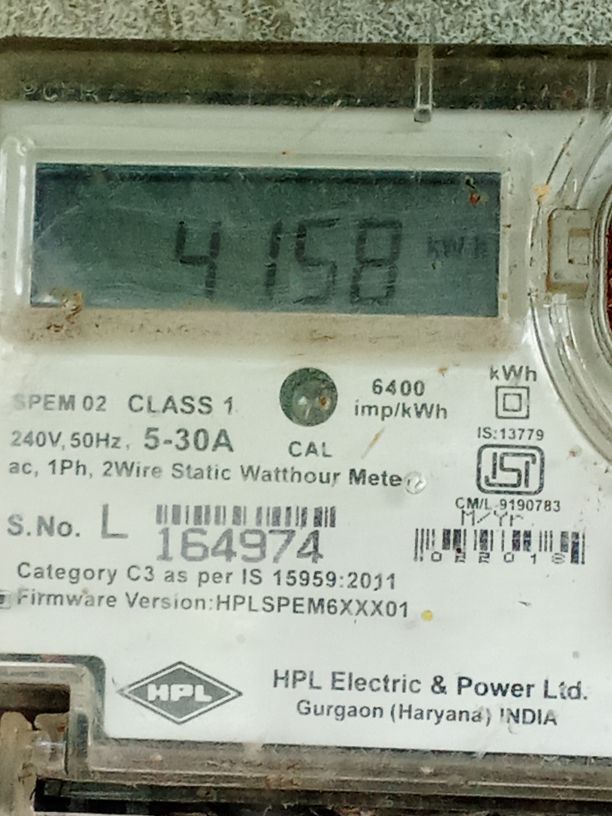 4158 kWh
kWh
SPEM 02 CLASS 1
6400
imp/kWh
240V, 50Hz, 5-30A
CAL
IS:13779
ac, 1Ph, 2Wire Static Watthour Meter
ISI
CM/L-9190783
M/Yr
S.No. L 164974
Category C3 as per IS 15959:2011
Firmware Version:HPLSPEM6XXX01
HPL
HPL Electric & Power Ltd.
Gurgaon (Haryana) INDIA